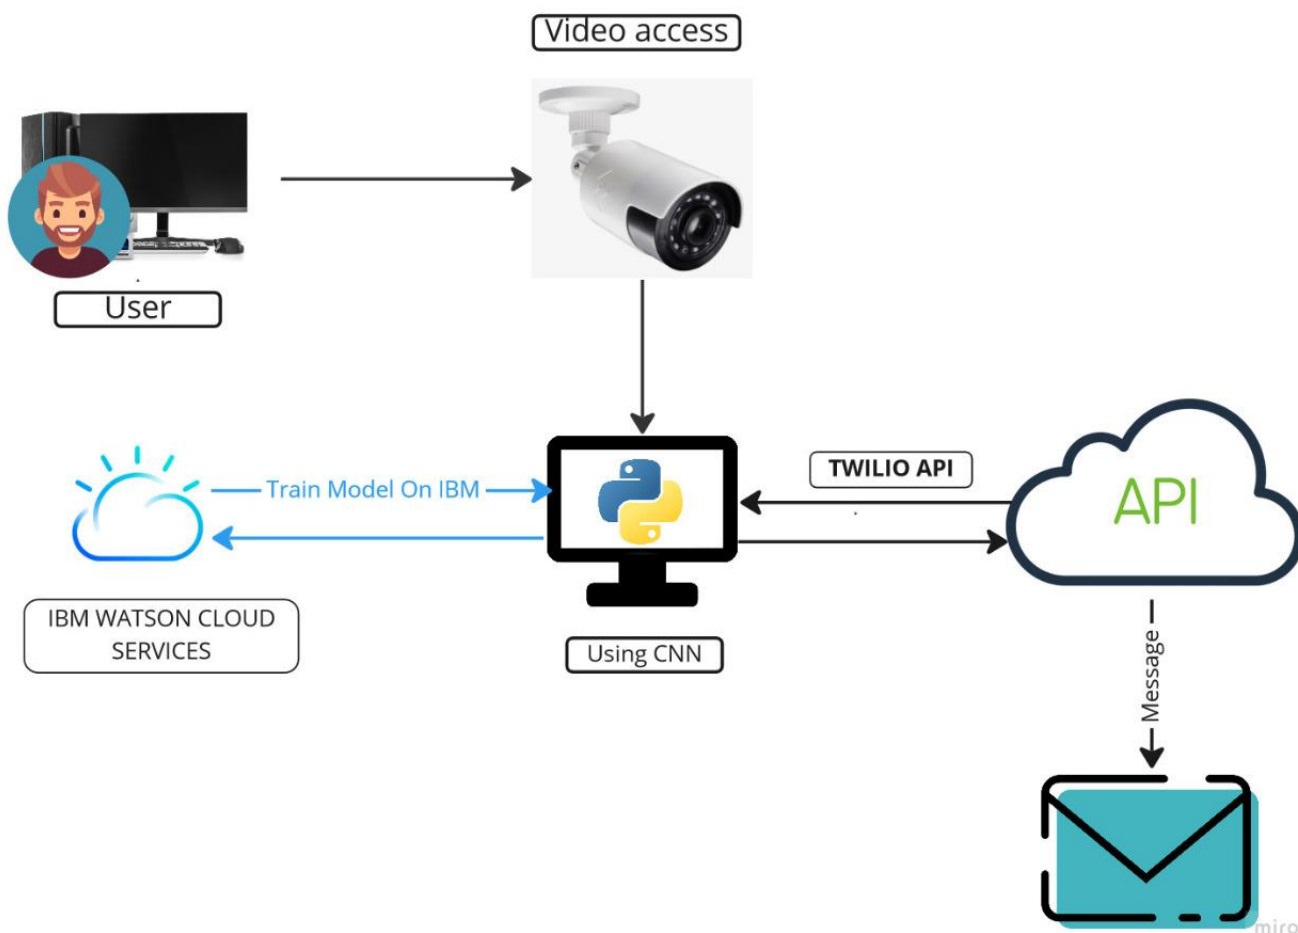 Video access
User
Train Model On IBM
TWILIO API
API
IBM WATSON CLOUD
SERVICES
Using CNN
Message
miro